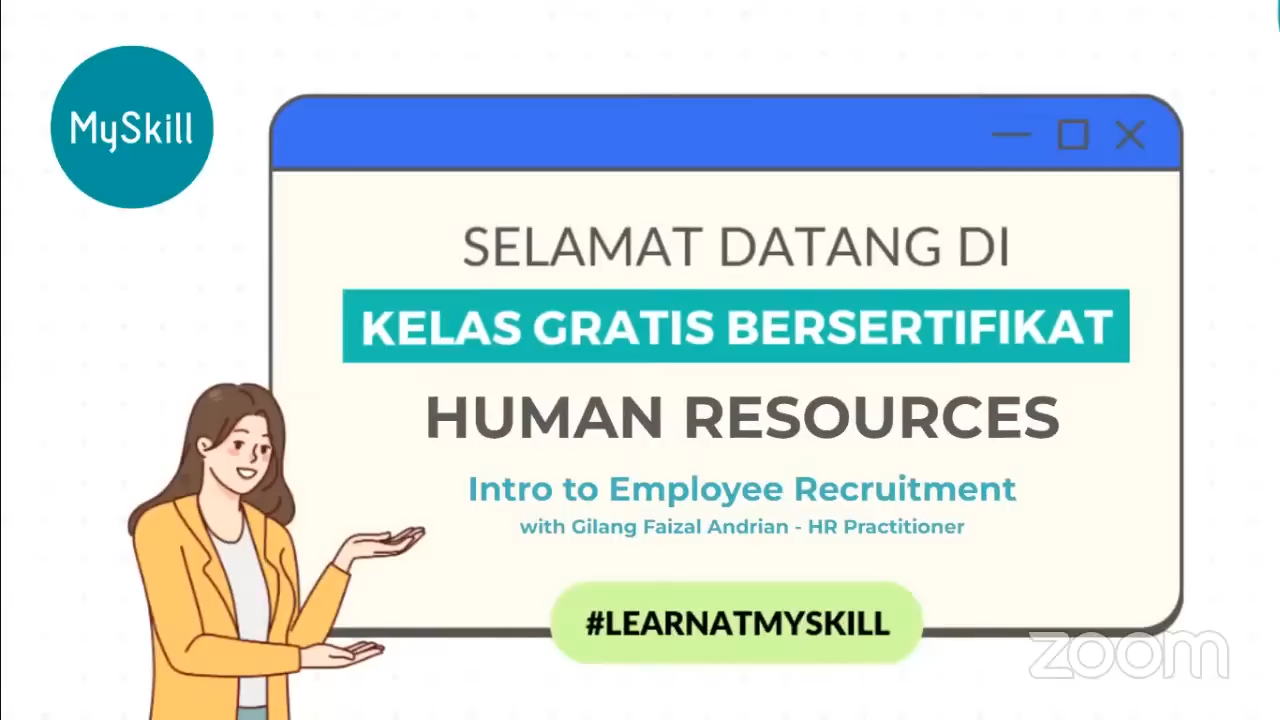 MySkill
SELAMAT DATANG DI
KELAS GRATIS BERSERTIFIKAT
HUMAN RESOURCES
Intro to Employee Recruitment
with Gilang Faizal Andrian - HR Practitioner
#LEARNATMYSKILL
zoom